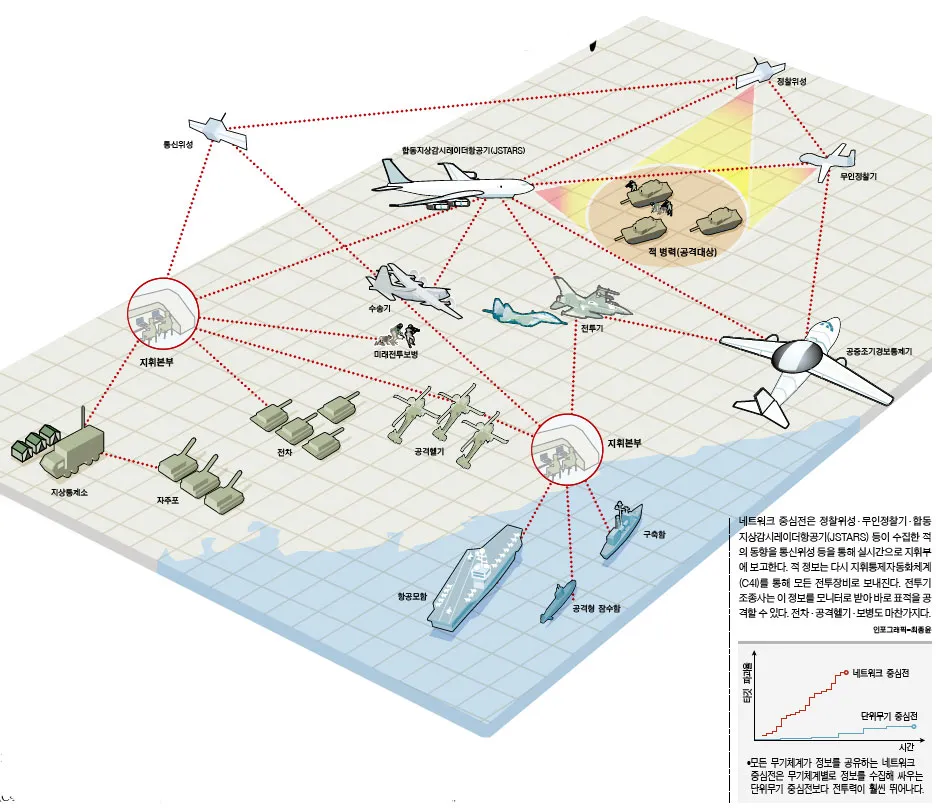 정찰위성
통신위성
합동지상감시레이더항공기(JSTARS)
무인정찰기
적 병력(공격대상)
수송기
전투기
미래전투보병
공중조기경보통제기
지휘본부
전차
공격헬기
지휘본부
지상통제소
자주포
구축함
항공모함
공격형 잠수함
네트워크 중심전은 정찰위성·무인정찰기·합동
지상감시레이더항공기(JSTARS) 등이 수집한 적
의 동향을 통신위성 등을 통해 실시간으로 지휘부
에 보고한다. 적 정보는 다시 지휘통제자동화체계
(C4I)를 통해 모든 전투장비로 보내진다. 전투기
조종사는 이 정보를 모니터로 받아 바로 표적을 공
격할 수 있다. 전차·공격헬기·보병도 마찬가지다.
인포그래픽=최종윤
타깃 파괴율
네트워크 중심전
단위무기 중심전
시간
•모든 무기체계가 정보를 공유하는 네트워크
중심전은 무기체계별로 정보를 수집해 싸우는
단위무기 중심전보다 전투력이 훨씬 뛰어나다.